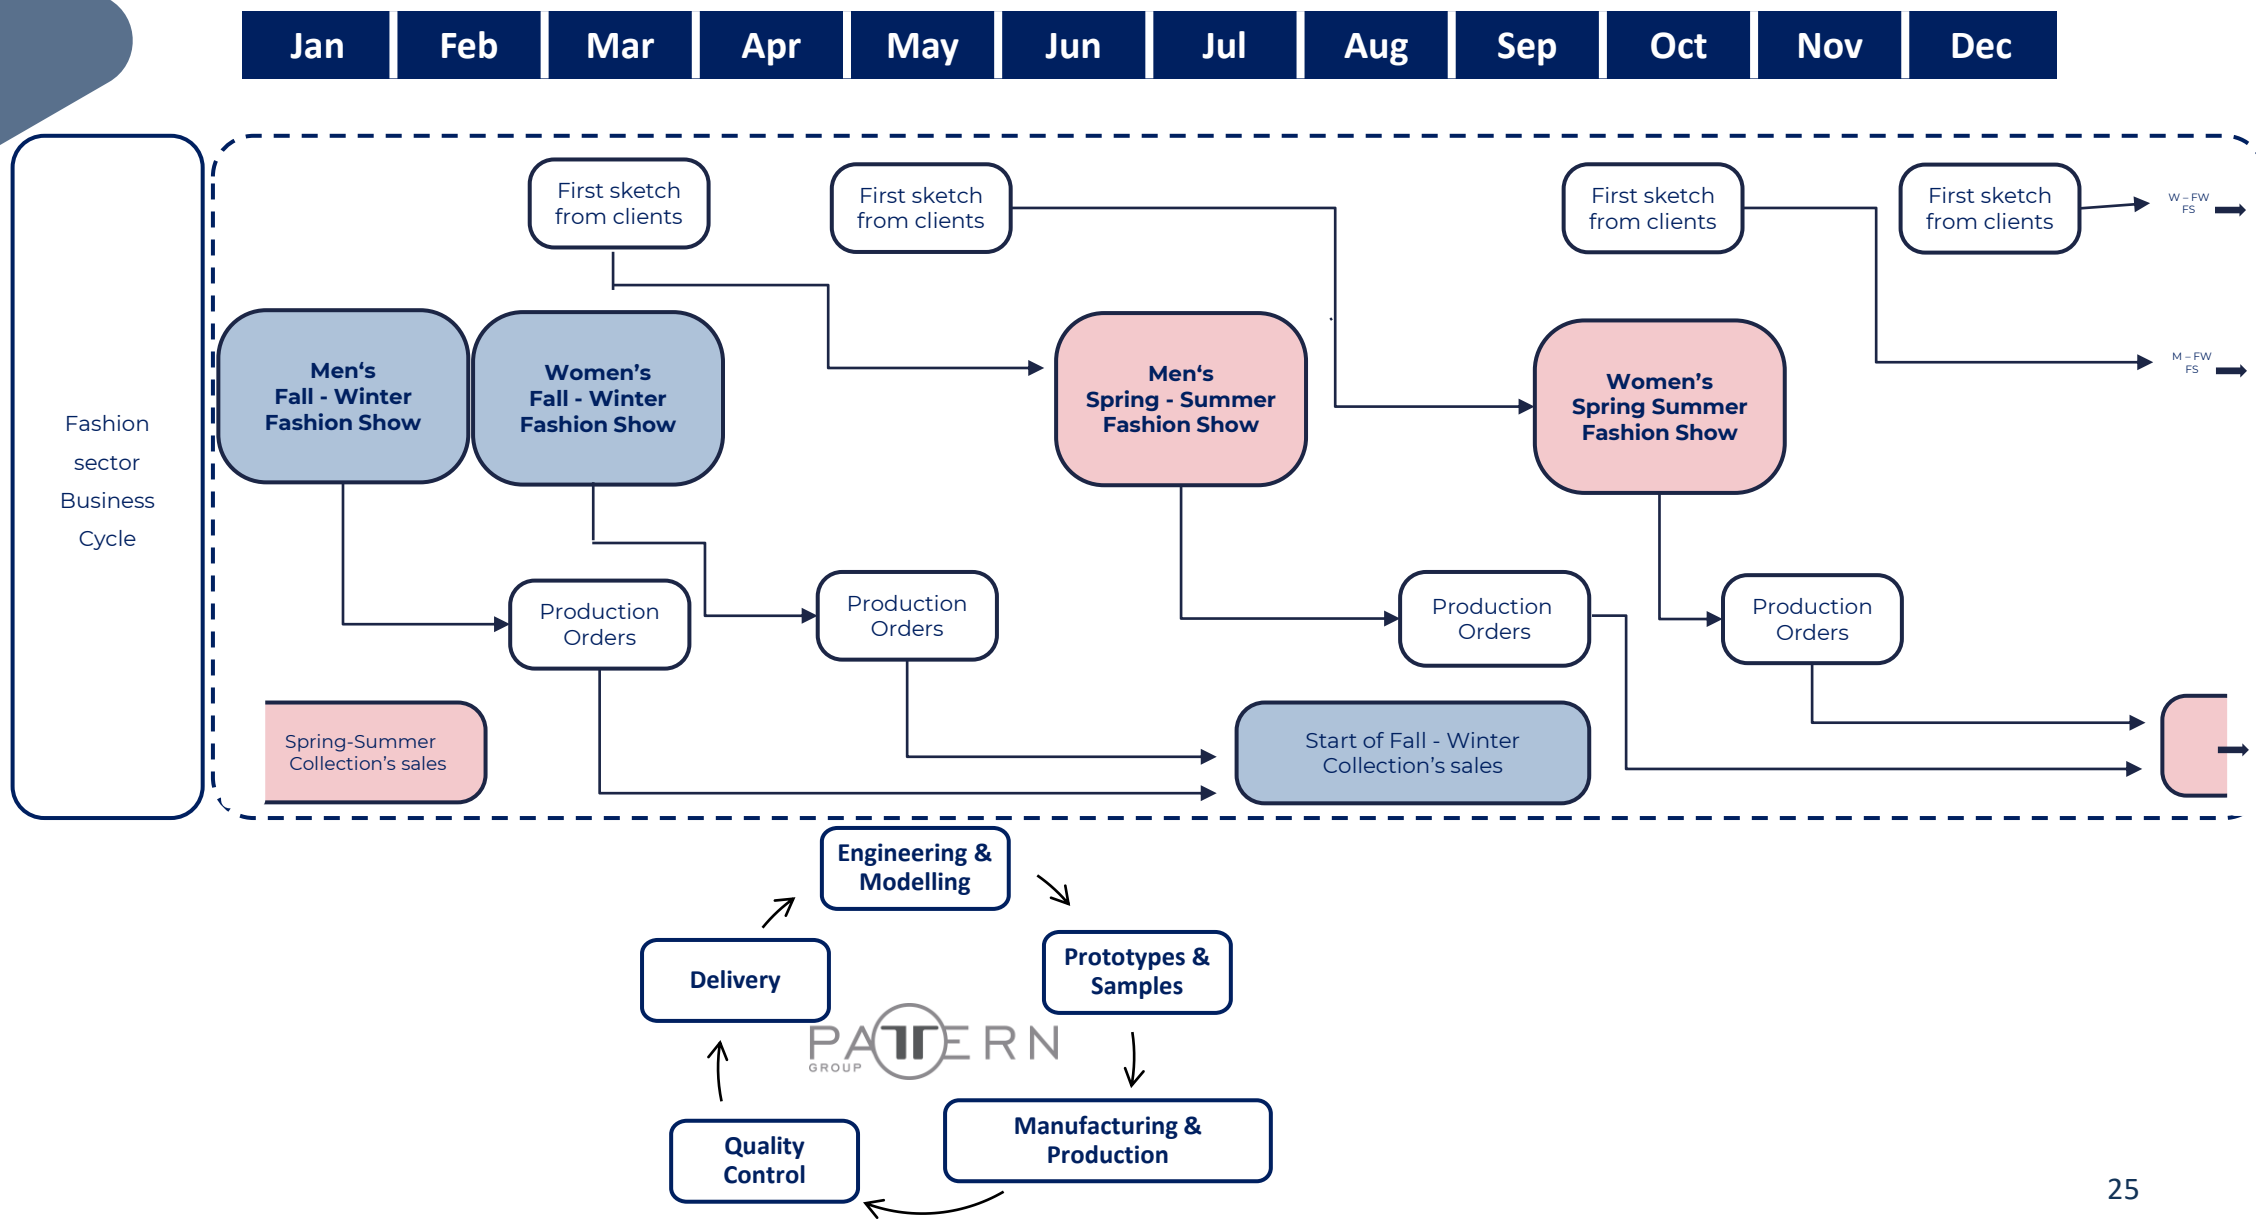 Jan Feb Mar Apr May Jun Jul Aug Sep Oct Nov Dec
Fashion
sector
Business
Cycle
First sketch
from clients
First sketch
from clients
First sketch
from clients
First sketch
from clients
W – FW
FS
Men‘s
Fall - Winter
Fashion Show
Women’s
Fall - Winter
Fashion Show
Men‘s
Spring - Summer
Fashion Show
Women’s
Spring Summer
Fashion Show
M – FW
FS
Production
Orders
Production
Orders
Production
Orders
Production
Orders
Spring-Summer
Collection’s sales
Start of Fall - Winter
Collection’s sales
Engineering &
Modelling
Prototypes &
Samples
Manufacturing &
Production
Quality
Control
Delivery
PATTERN
GROUP
25